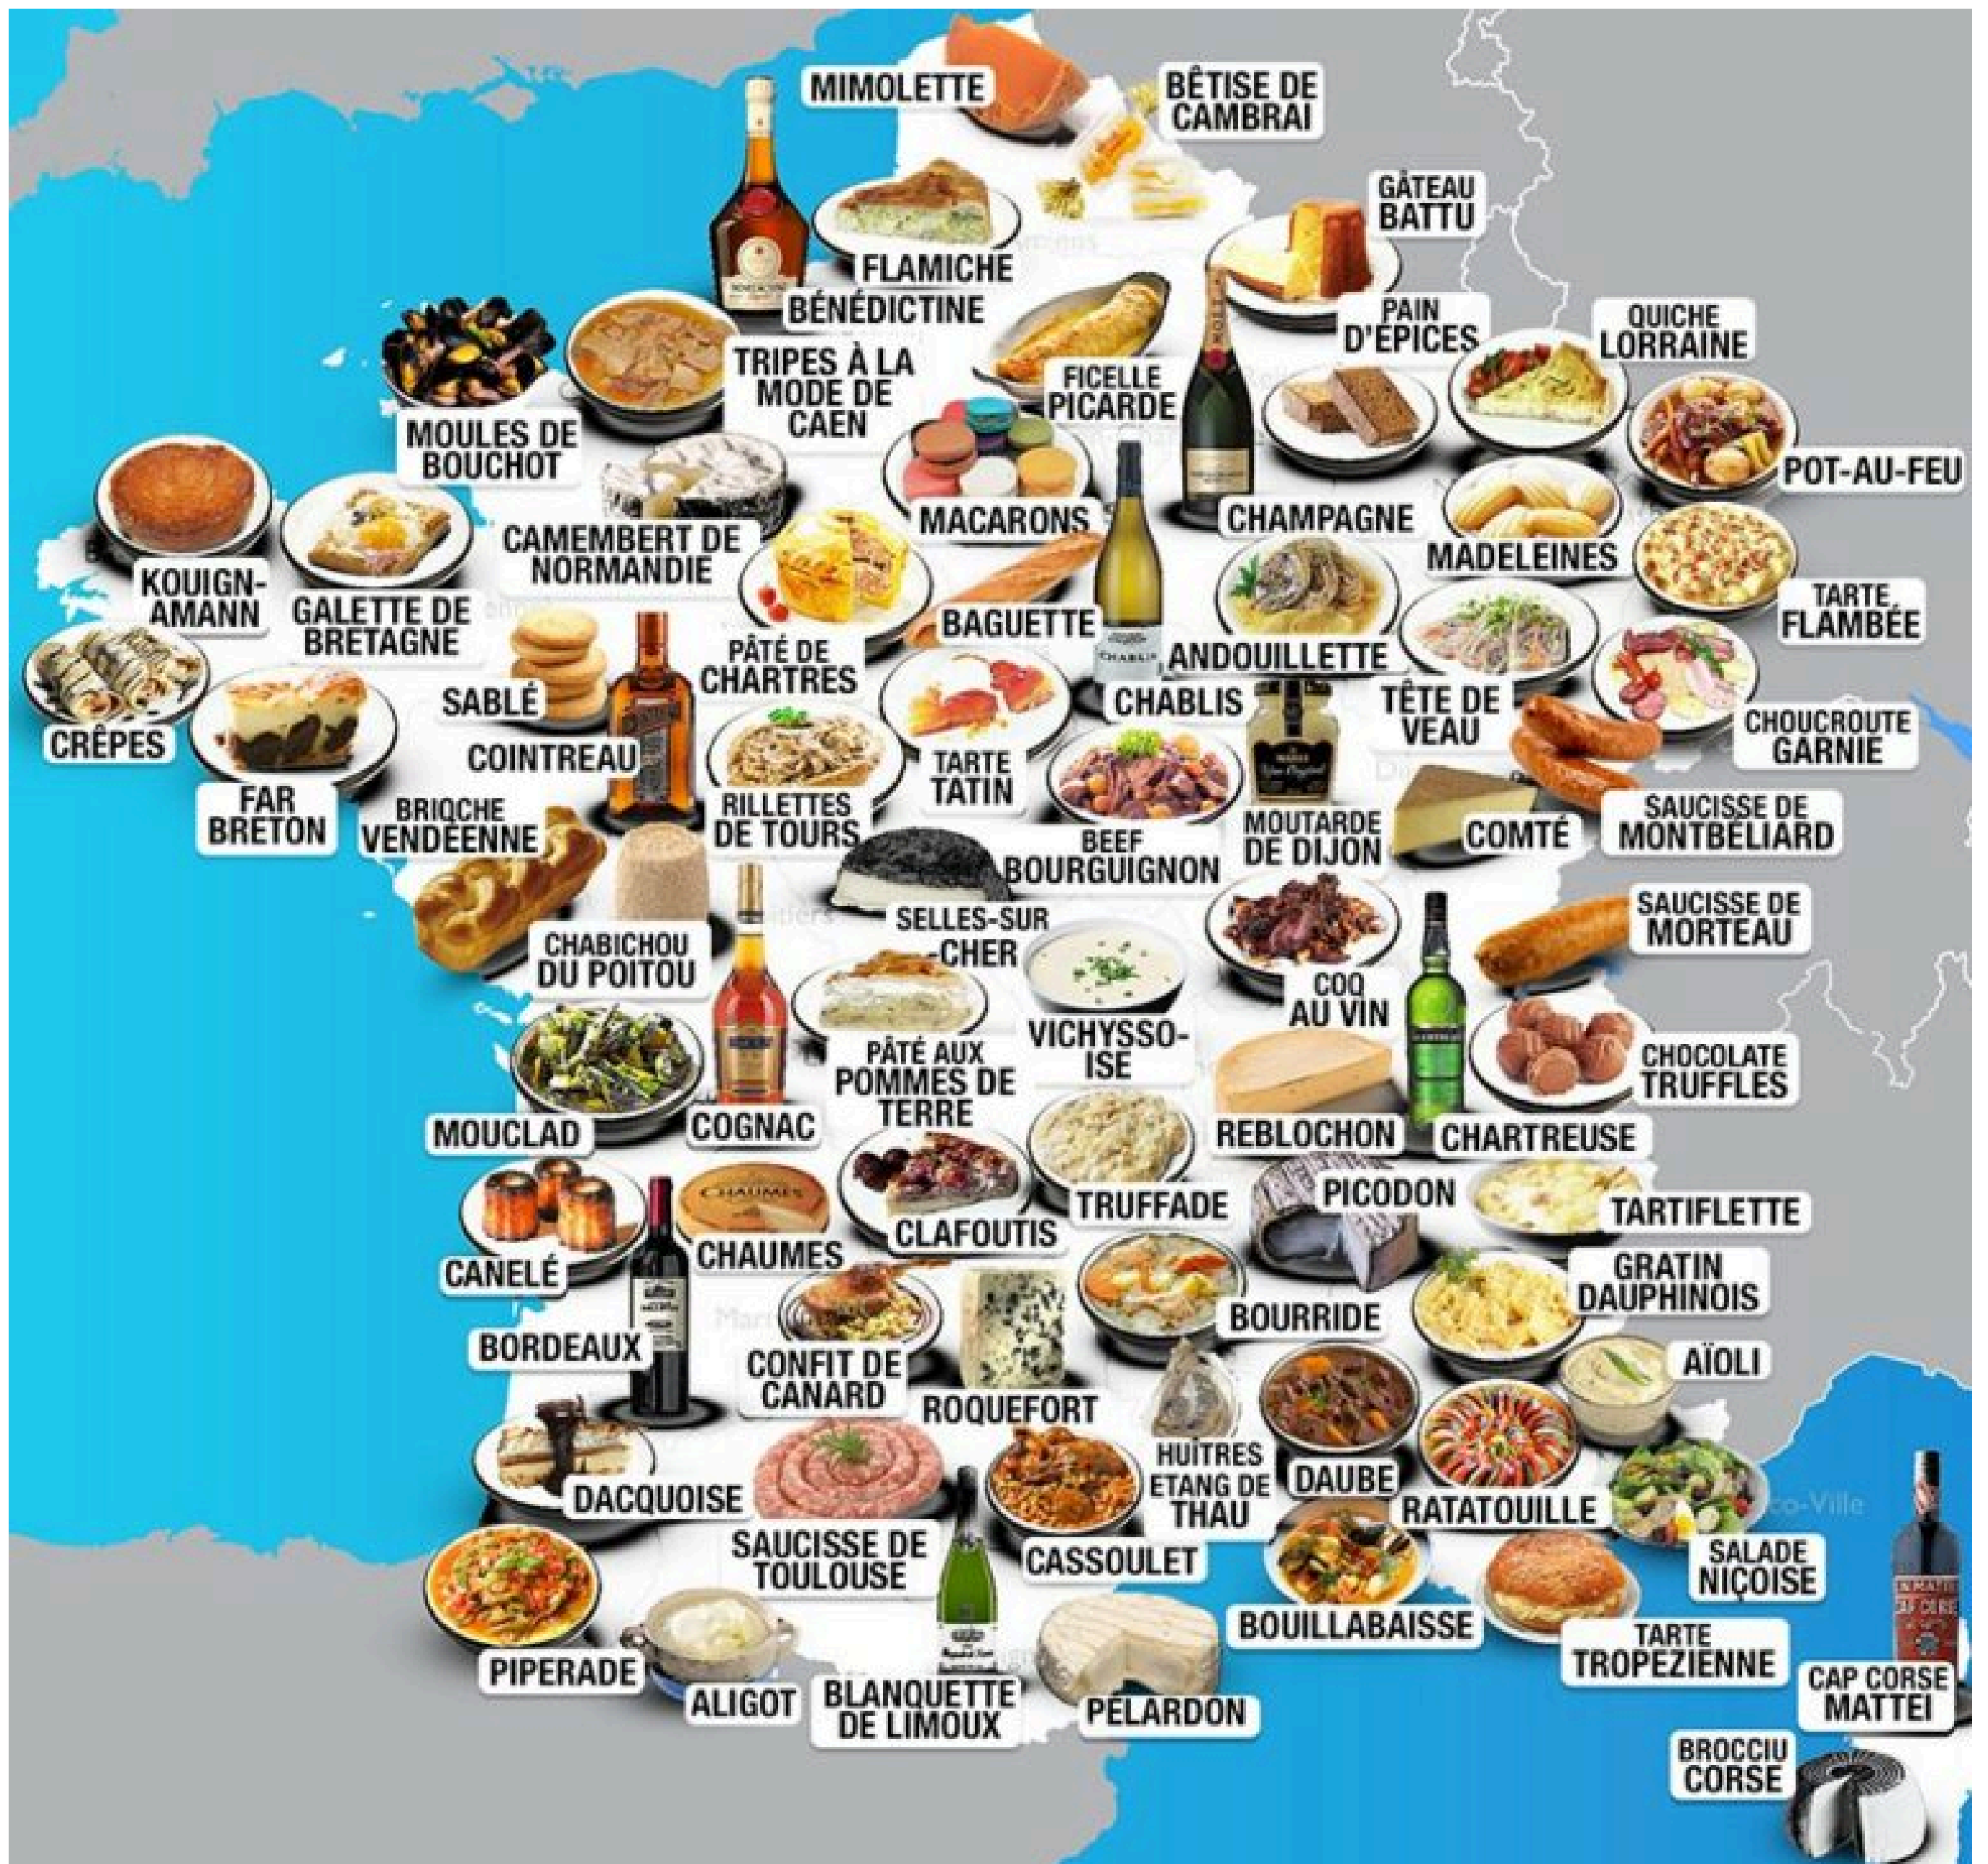 MIMOLETTE
BÊTISE DE
CAMBRAI
GÂTEAU
BATTU
FLAMICHE
BÉNÉDICTINE
PAIN
D'ÉPICES
QUICHE
LORRAINE
TRIPES À LA
MODE DE
CAEN
FICELLE
PICARDE
MOULES DE
BOUCHOT
POT-AU-FEU
MACARONS
CHAMPAGNE
CAMEMBERT DE
NORMANDIE
MADELEINES
KOUIGN-
AMANN
GALETTE DE
BRETAGNE
BAGUETTE
TARTE
FLAMBÉE
PÂTÉ DE
CHARTRES
CHABLIS
ANDOUILLETTE
SABLÉ
CHABLIS
TÊTE DE
VEAU
CRÊPES
COINTREAU
TARTE
TATIN
CHOUCROUTE
GARNIE
FAR
BRETON
BRIOCHE
VENDÉENNE
RILLETTES
DE TOURS
BEEF
BOURGUIGNON
MOUTARDE
DE DIJON
COMTÉ
SAUCISSE DE
MONTBÉLIARD
SELLES-SUR
-CHER
SAUCISSE DE
MORTEAU
CHABICHOU
DU POITOU
COQ
AU VIN
VICHYSSO-
ISE
PÂTÉ AUX
POMMES DE
TERRE
CHOCOLATE
TRUFFLES
MOUCLAD
COGNAC
REBLOCHON
CHARTREUSE
CHAUMES
TRUFFADE
PICODON
TARTIFLETTE
CLAFOUTIS
CHAUMES
CANELÉ
GRATIN
DAUPHINOIS
BOURRIDE
BORDEAUX
CONFIT DE
CANARD
AÏOLI
ROQUEFORT
HUÎTRES
ETANG DE
THAU
DAUBE
DACQUOISE
RATATOUILLE
co-Ville
SAUCISSE DE
TOULOUSE
CASSOULET
SALADE
NIÇOISE
BOUILLABAISSE
TARTE
TROPEZIENNE
PIPERADE
ALIGOT
BLANQUETTE
DE LIMOUX
PÉLARDON
CAP CORSE
MATTEI
BROCCIU
CORSE